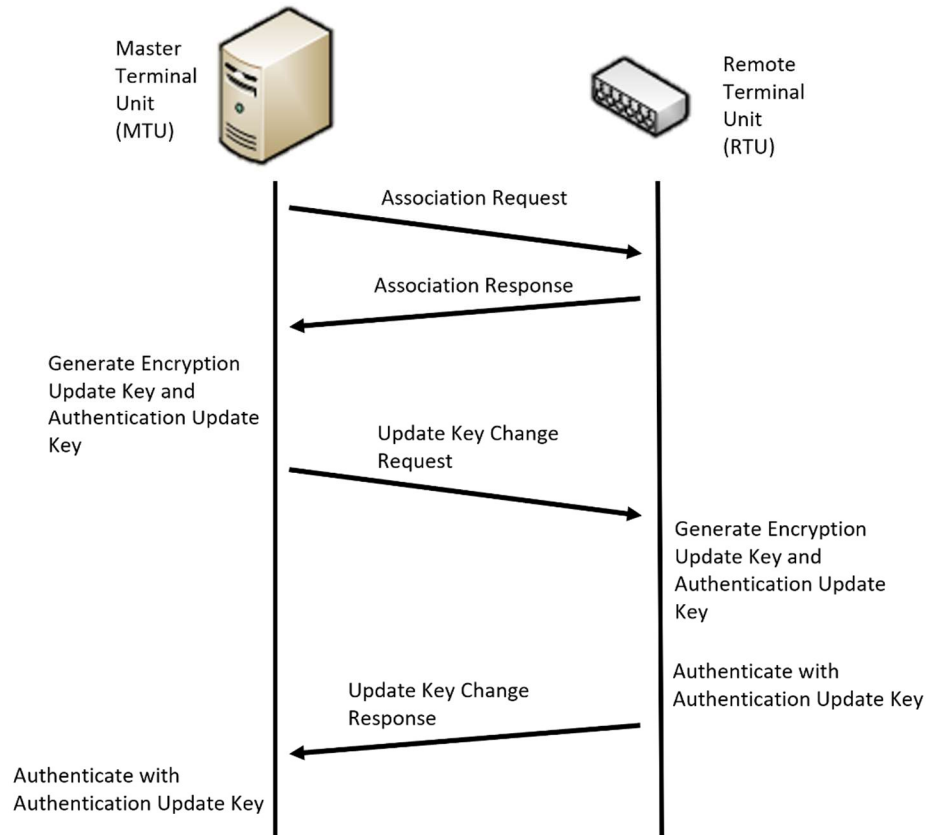 Master
Terminal
Unit
(MTU)
Remote
Terminal
Unit
(RTU)
Association Request
Association Response
Generate Encryption
Update Key and
Authentication Update
Key
Update Key Change
Request
Generate Encryption
Update Key and
Authentication Update
Key
Authenticate with
Authentication Update Key
Update Key Change
Response
Authenticate with
Authentication Update Key